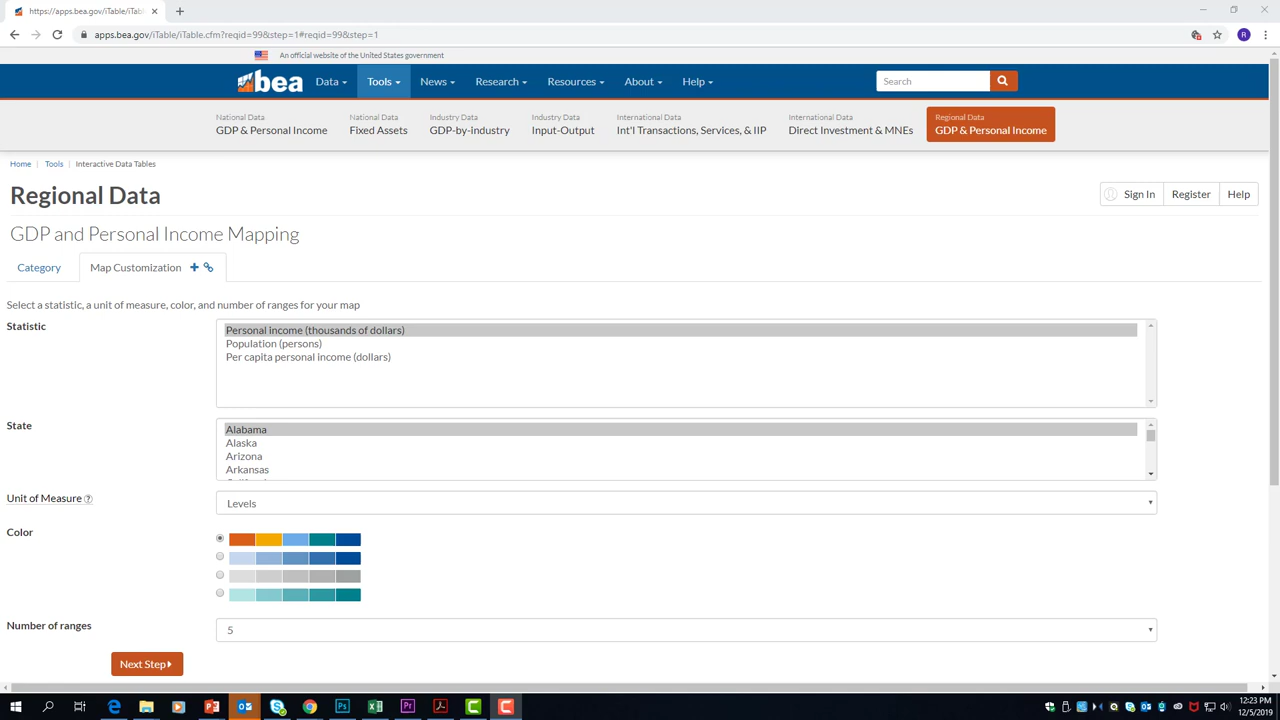 https://apps.bea.gov/iTable/iTabl
apps.bea.gov/iTable/iTable.cfm?reqid=99&step=1#reqid=99&step=1
R
An official website of the United States government
bea
Data Tools News Research Resources About Help
Search
National Data National Data Industry Data Industry Data International Data International Data Regional Data
GDP & Personal Income Fixed Assets GDP-by-industry Input-Output Int'l Transactions, Services, & IIP Direct Investment & MNEs GDP & Personal Income
Home | Tools | Interactive Data Tables
Regional Data
Sign In Register Help
GDP and Personal Income Mapping
Category Map Customization
Select a statistic, a unit of measure, color, and number of ranges for your map
Statistic
Personal income (thousands of dollars)
Population (persons)
Per capita personal income (dollars)
State
Alabama
Alaska
Arizona
Arkansas
Unit of Measure ?
Levels
Color
Number of ranges
5
Next Step
12:23 PM
12/5/2019